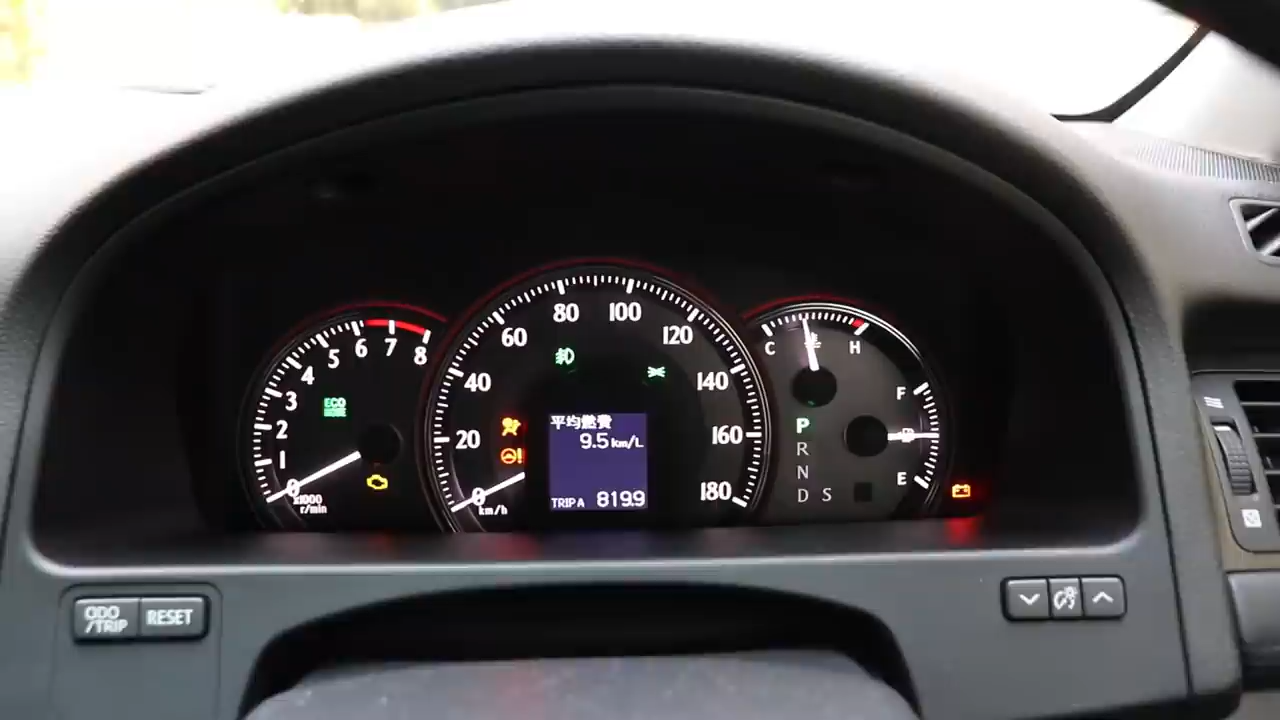 0
1
2
3
4
5
6
7
8
x1000
r/min
ECO
MODE
0
20
40
60
80
100
120
140
160
180
km/h
平均燃費
9.5 km/L
TRIP A 819.9
C
H
F
E
P
R
N
D S
ODO
/TRIP
RESET